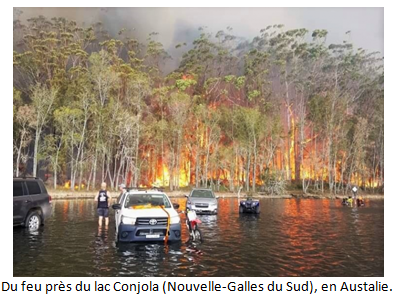 Du feu près du lac Conjola (Nouvelle-Galles du Sud), en Austalie.